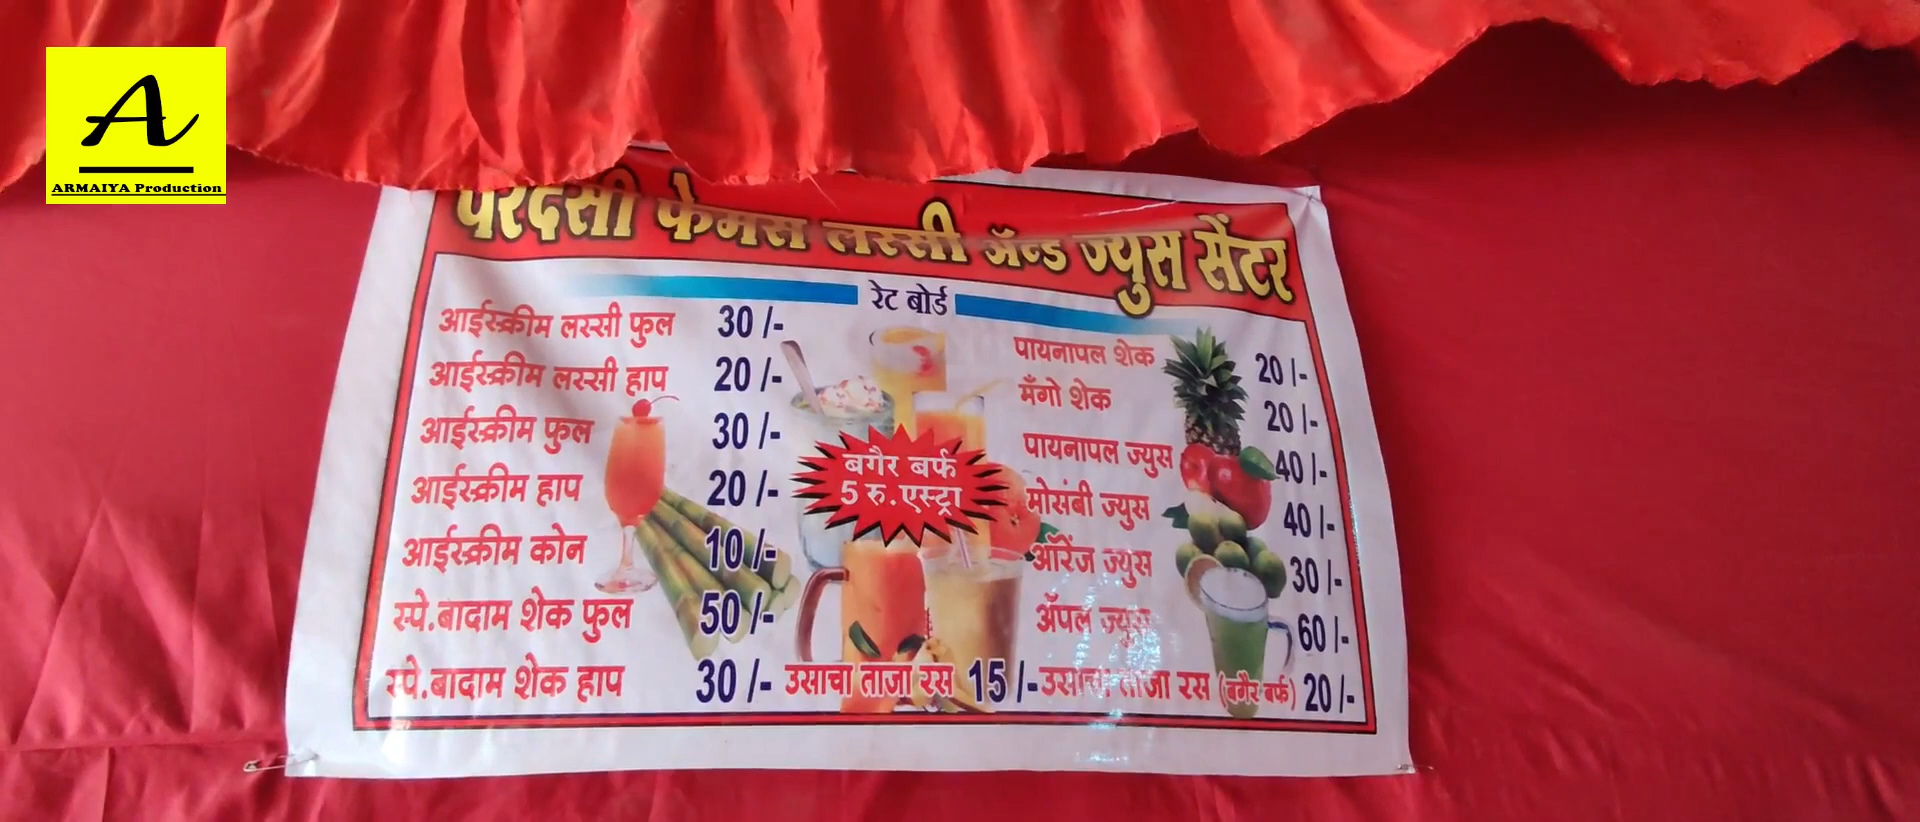 A
ARMAIYA Production
परदेसी फेमस लस्सी ॲन्ड ज्युस सेंटर
रेट बोर्ड
आईस्क्रीम लस्सी फुल 30/-
आईस्क्रीम लस्सी हाप 20/-
आईस्क्रीम फुल 30/-
आईस्क्रीम हाप 20/-
आईस्क्रीम कोन 10/-
स्पे.बादाम शेक फुल 50/-
स्पे.बादाम शेक हाप 30/-
बगैर बर्फ
5 रु.एस्ट्रा
पायनापल शेक 20/-
मँगो शेक 20/-
पायनापल ज्युस 40/-
मोसंबी ज्युस 40/-
ऑरेंज ज्युस 30/-
ॲपल ज्युस 60/-
उसाचा ताजा रस 15/-
उसाचा ताजा रस (बगैर बर्फ) 20/-